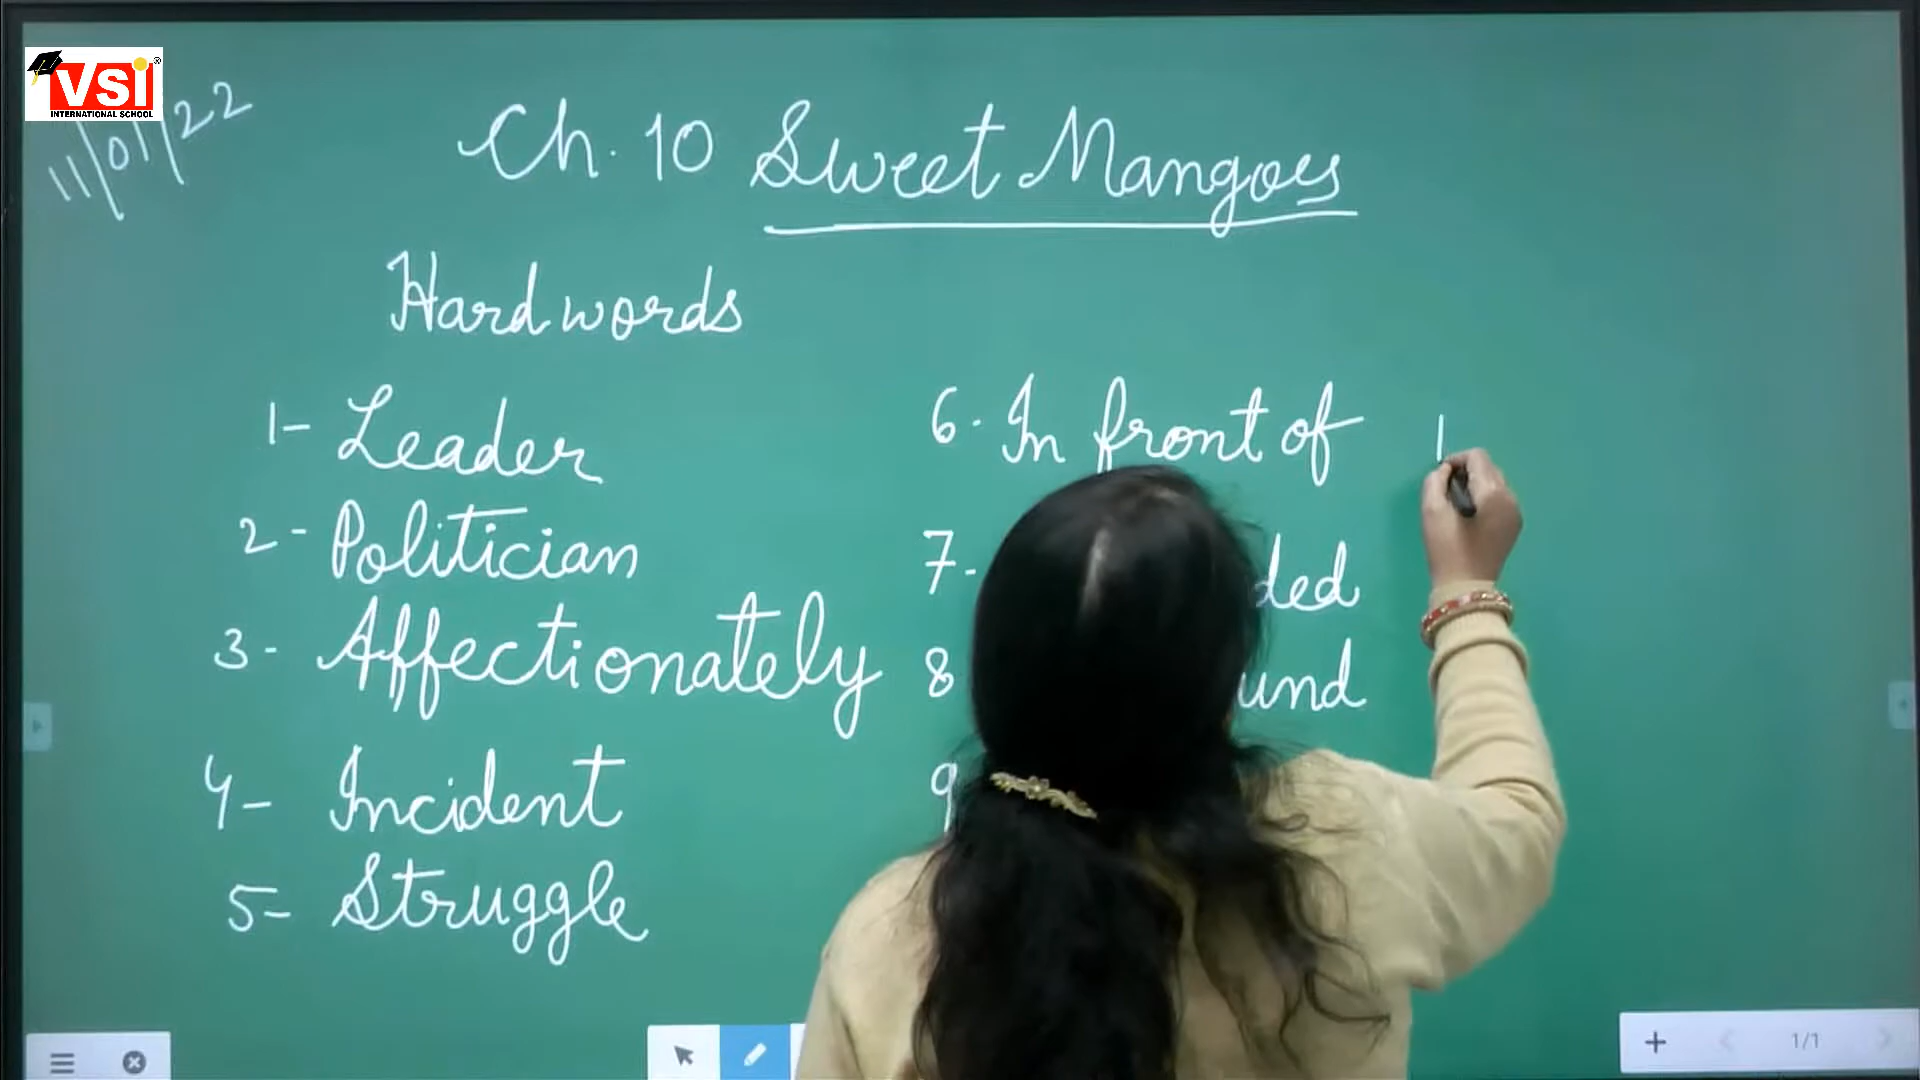 VSI
INTERNATIONAL SCHOOL
11/01/22
Ch. 10 Sweet Mangoes
Hard words
1- Leader
2- Politician
3- Affectionately
4- Incident
5- Struggle
6. In front of
7-
8
9
1
1/1